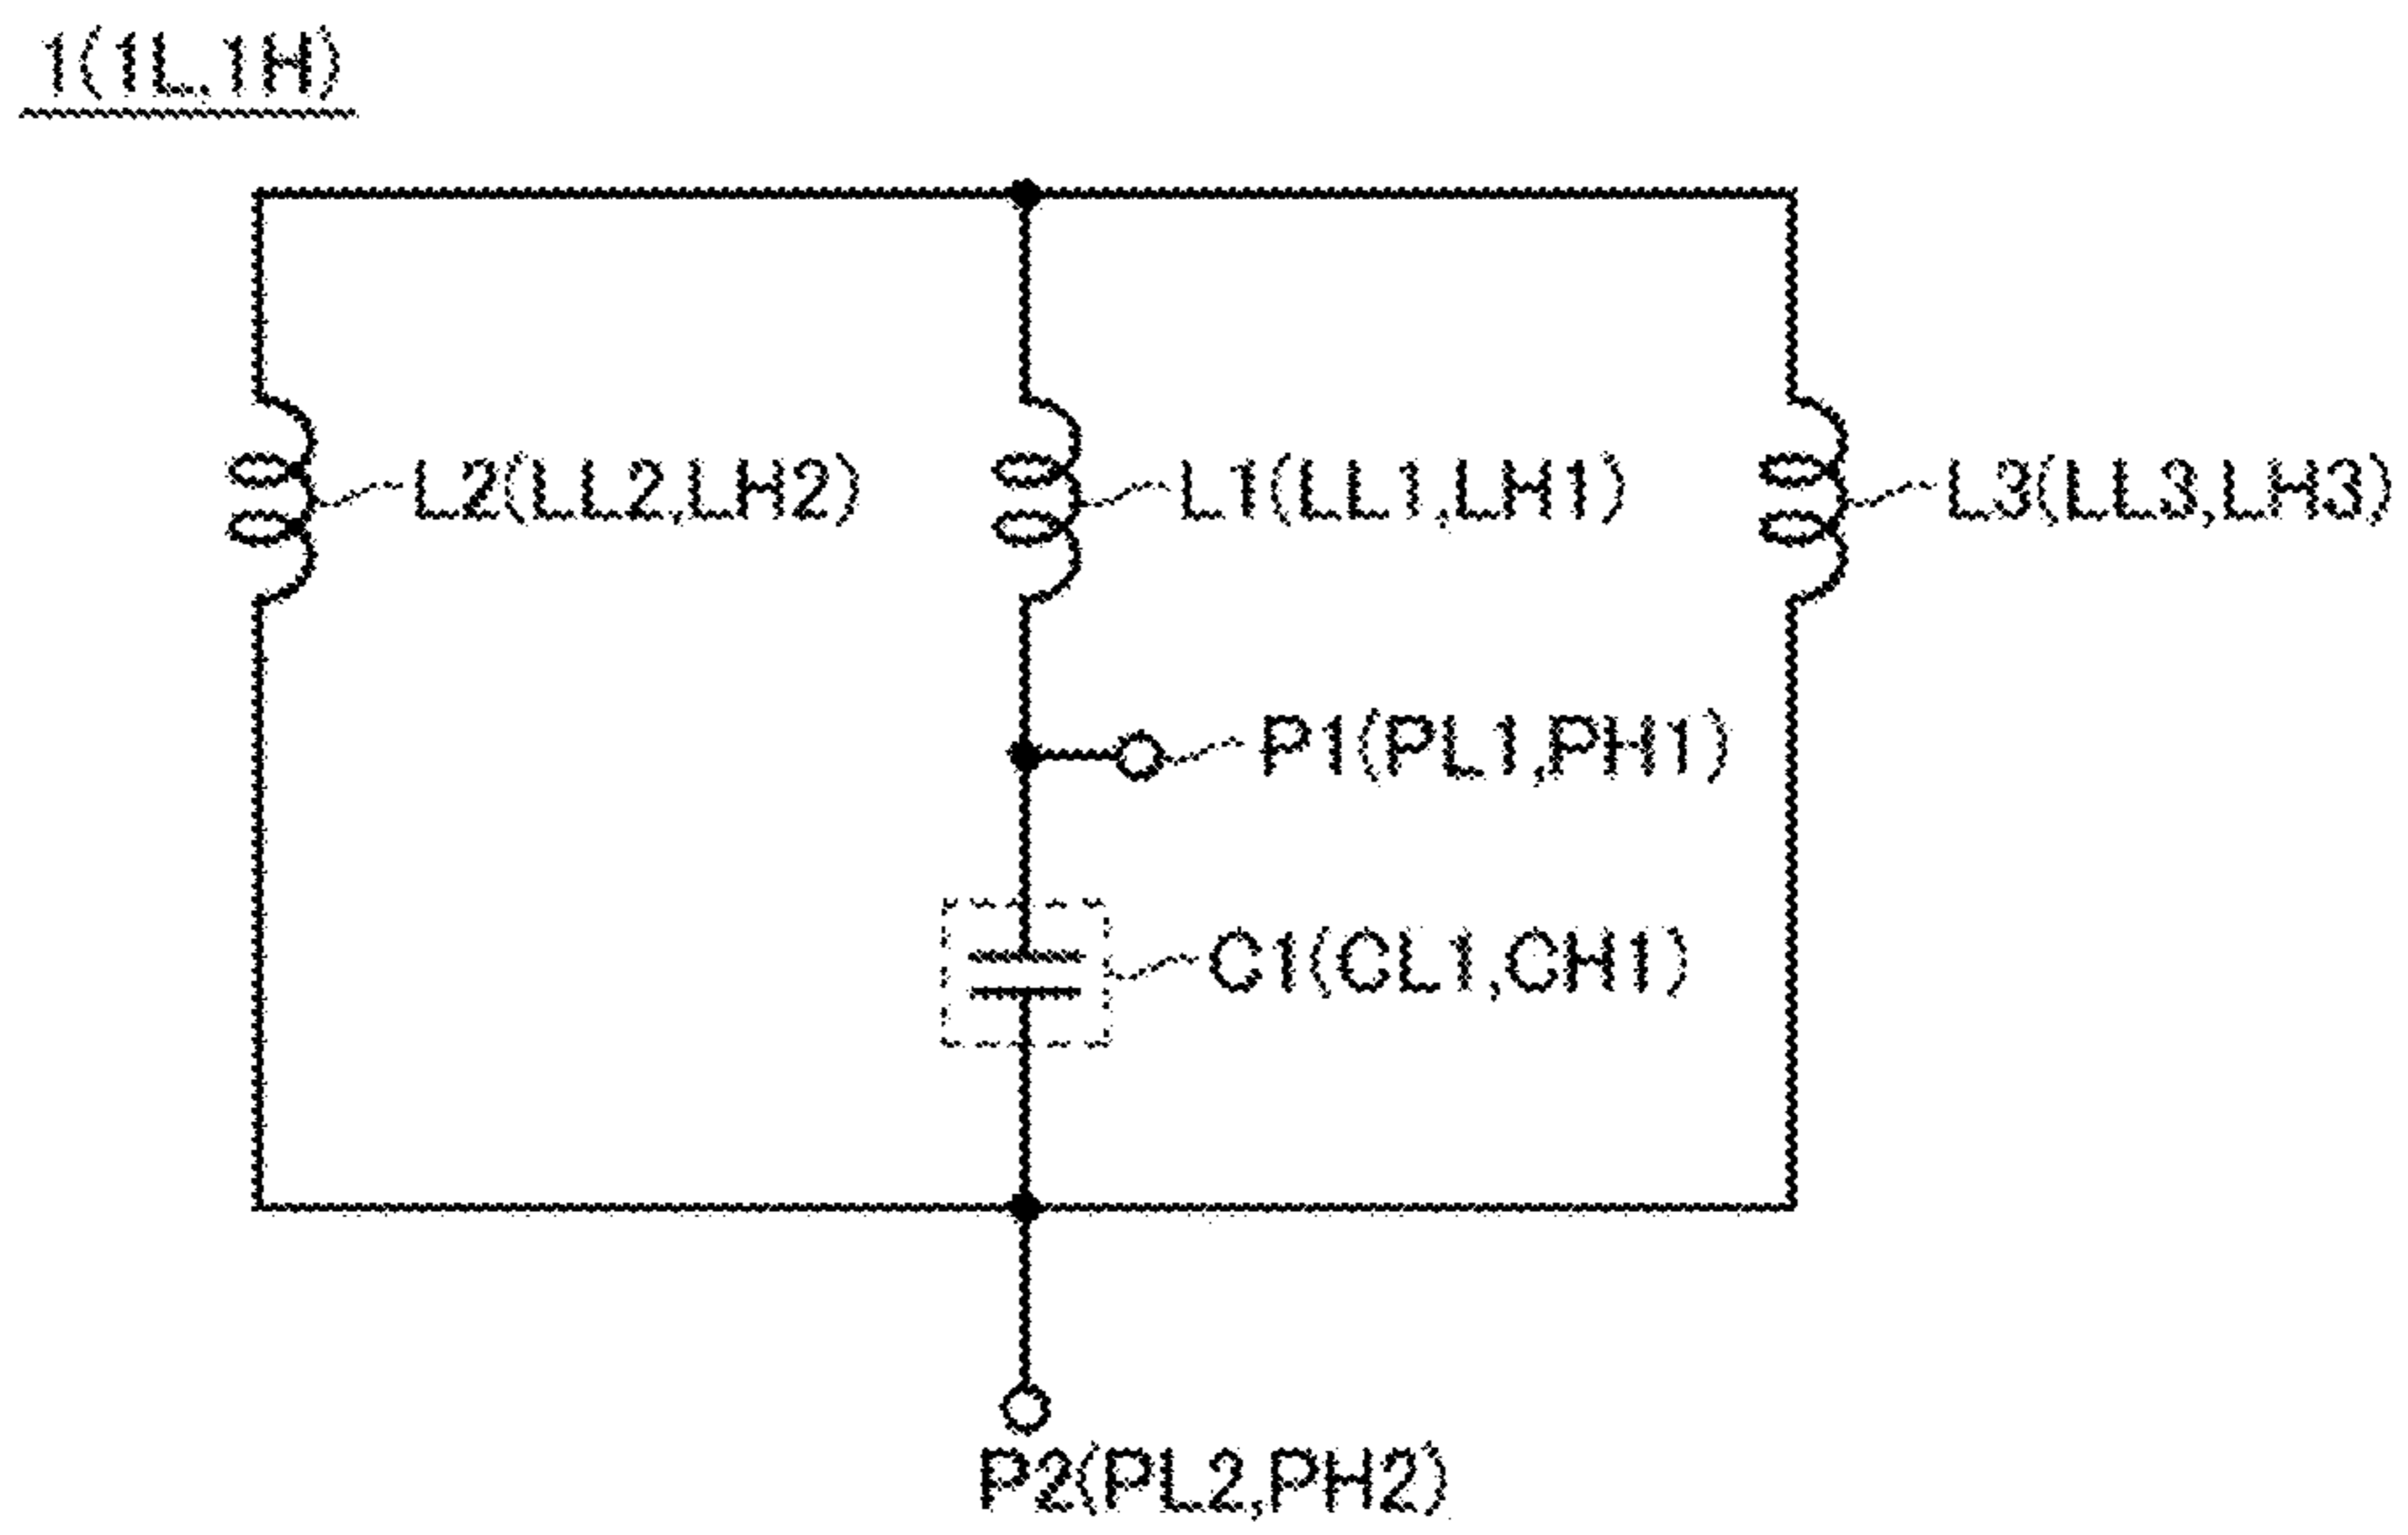 1(1L,1H)
L2(LL2,LH2)
L1(LL1,LH1)
L3(LL3,LH3)
P1(PL1,PH1)
C1(CL1,CH1)
P2(PL2,PH2)